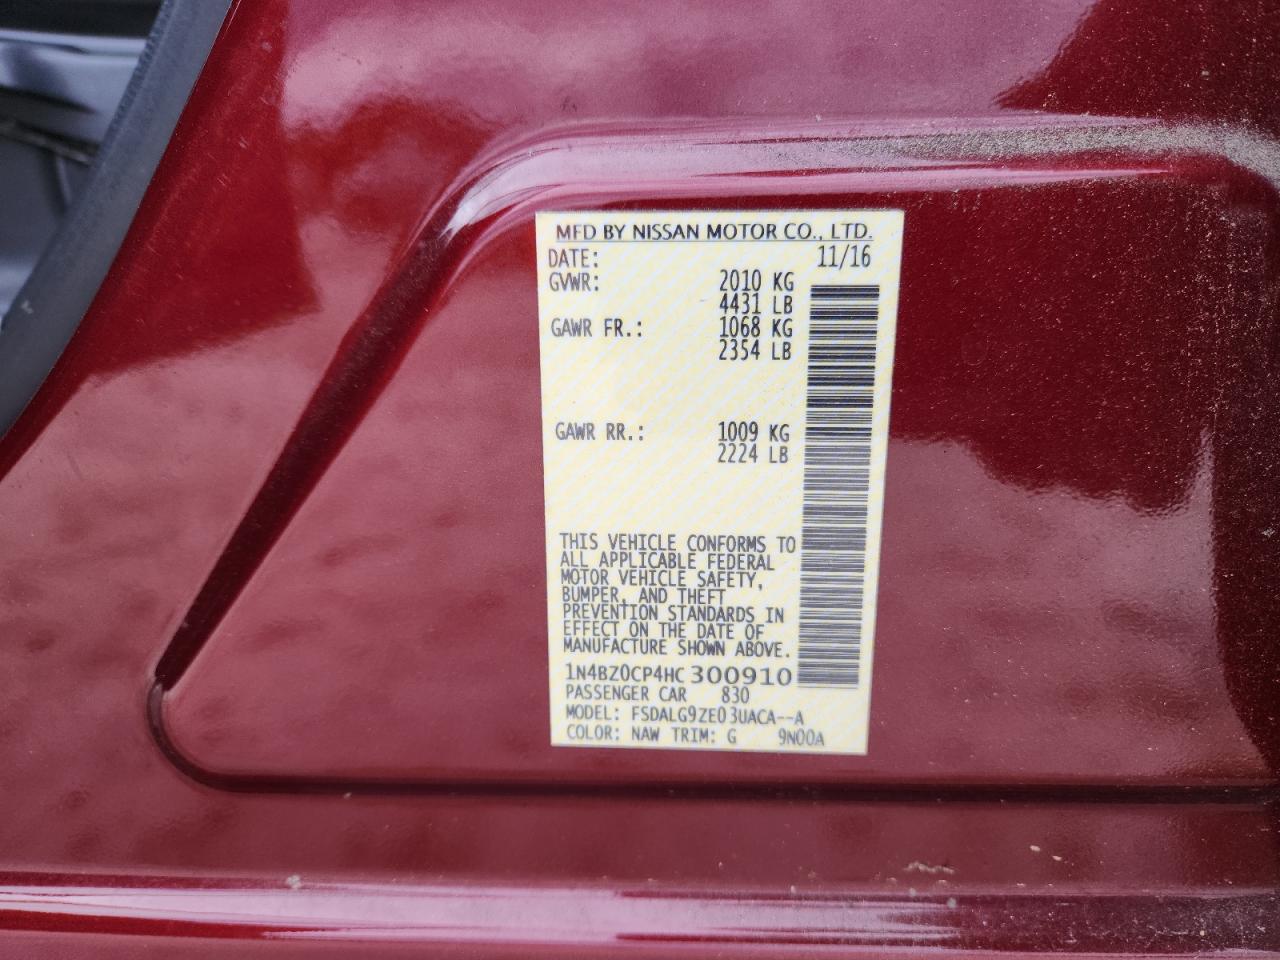 MFD BY NISSAN MOTOR CO., LTD.
DATE: 11/16
GVWR: 2010 KG
4431 LB
GAWR FR.: 1068 KG
2354 LB
GAWR RR.: 1009 KG
2224 LB
THIS VEHICLE CONFORMS TO
ALL APPLICABLE FEDERAL
MOTOR VEHICLE SAFETY,
BUMPER, AND THEFT
PREVENTION STANDARDS IN
EFFECT ON THE DATE OF
MANUFACTURE SHOWN ABOVE.
1N4BZ0CP4HC300910
PASSENGER CAR 830
MODEL: FSDALG9ZE03UACA--A
COLOR: NAW TRIM: G 9N00A